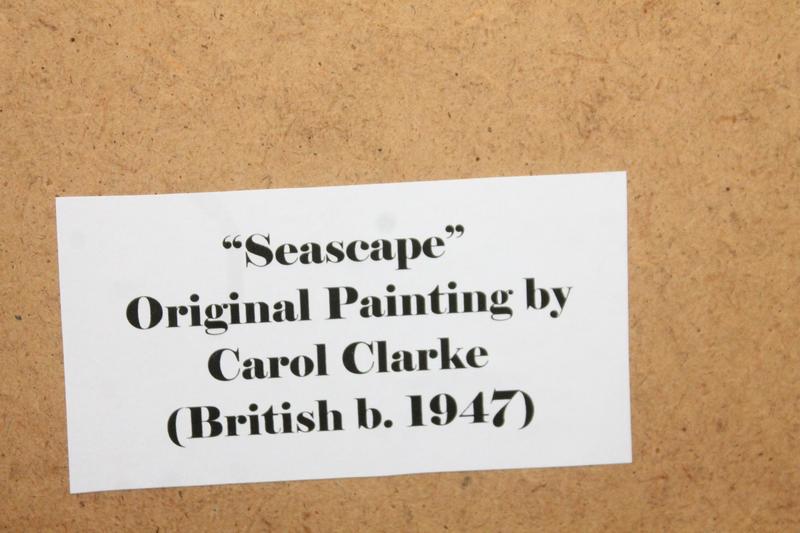 “Seascape”
Original Painting by
Carol Clarke
(British b. 1947)